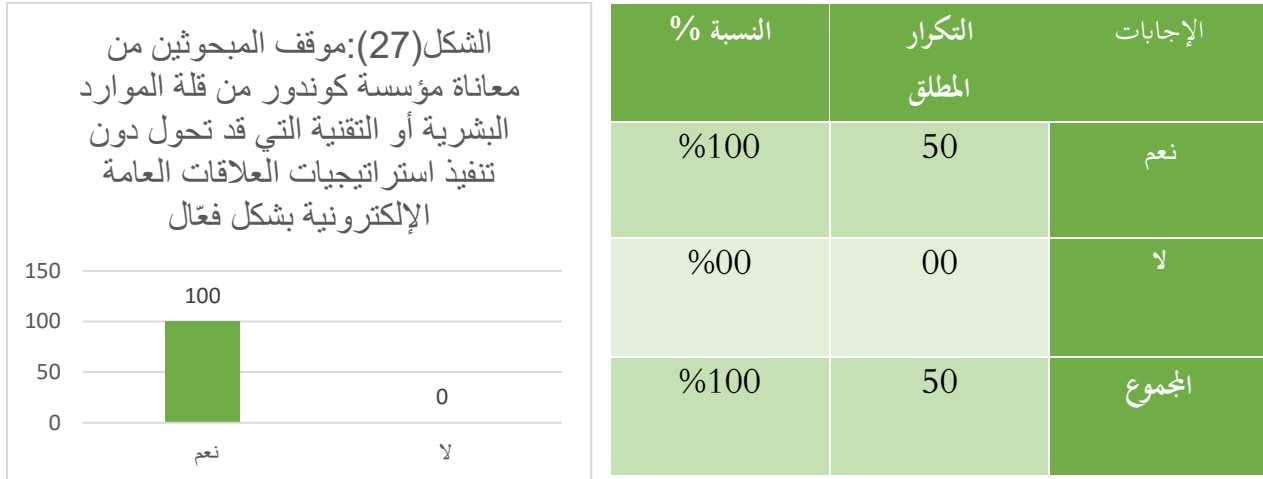 الشكل(27):موقف المبحوثين من
معاناة مؤسسة كوندور من قلة الموارد
البشرية أو التقنية التي قد تحول دون
تنفيذ استراتيجيات العلاقات العامة
الإلكترونية بشكل فعّال
150
100
50
0
100
0
نعم
لا
الإجابات
التكرار
المطلق
النسبة %
نعم
50
%100
لا
00
%00
المجموع
50
%100